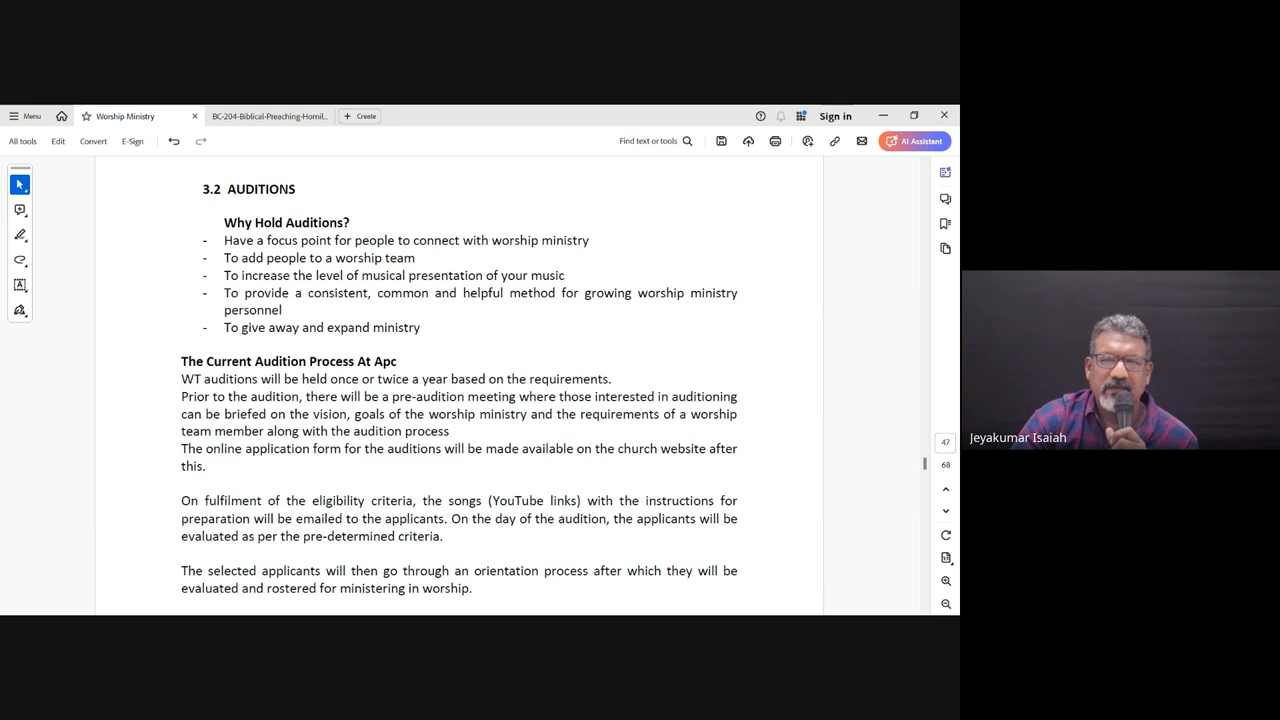 Menu
Worship Ministry
BC-204-Biblical-Preaching-Homil...
Create
Sign in
All tools
Edit
Convert
E-Sign
Find text or tools
AI Assistant
3.2 AUDITIONS
Why Hold Auditions?
- Have a focus point for people to connect with worship ministry
- To add people to a worship team
- To increase the level of musical presentation of your music
- To provide a consistent, common and helpful method for growing worship ministry
personnel
- To give away and expand ministry
The Current Audition Process At Apc
WT auditions will be held once or twice a year based on the requirements.
Prior to the audition, there will be a pre-audition meeting where those interested in auditioning
can be briefed on the vision, goals of the worship ministry and the requirements of a worship
team member along with the audition process
The online application form for the auditions will be made available on the church website after
this.
On fulfilment of the eligibility criteria, the songs (YouTube links) with the instructions for
preparation will be emailed to the applicants. On the day of the audition, the applicants will be
evaluated as per the pre-determined criteria.
The selected applicants will then go through an orientation process after which they will be
evaluated and rostered for ministering in worship.
47
68
Jeyakumar Isaiah